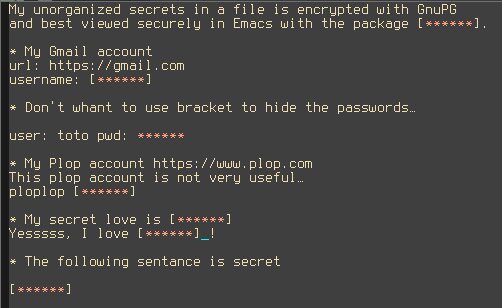 My unorganized secrets in a file is encrypted with GnuPG
and best viewed securely in Emacs with the package [******].
* My Gmail account
url: https://gmail.com
username: [******]
* Don't whant to use bracket to hide the passwords…
user: toto pwd: ******
* My Plop account https://www.plop.com
This plop account is not very useful…
ploplop [******]
* My secret love is [******]
Yesssss, I love [******]_!
* The following sentance is secret
[******]